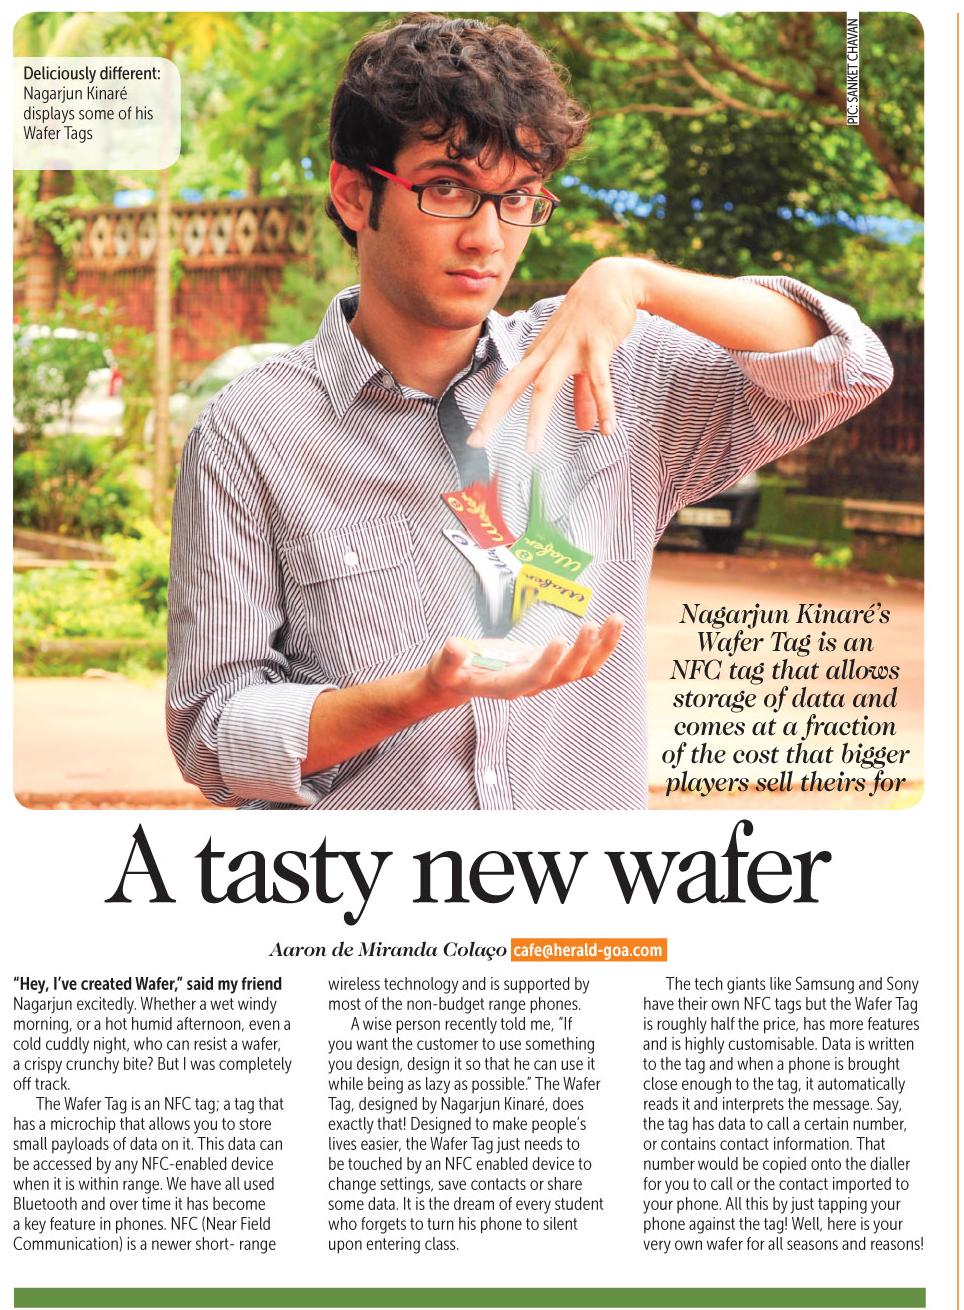 Deliciously different:
Nagarjun Kinaré
displays some of his
Wafer Tags
PIC: SANKET CHAVAN
Wafer
Wafer
Wafer
Nagarjun Kinaré’s
Wafer Tag is an
NFC tag that allows
storage of data and
comes at a fraction
of the cost that bigger
players sell theirs for
A tasty new wafer
Aaron de Miranda Colaço cafe@herald-goa.com
“Hey, I’ve created Wafer,” said my friend
Nagarjun excitedly. Whether a wet windy
morning, or a hot humid afternoon, even a
cold cuddly night, who can resist a wafer,
a crispy crunchy bite? But I was completely
off track.
The Wafer Tag is an NFC tag; a tag that
has a microchip that allows you to store
small payloads of data on it. This data can
be accessed by any NFC-enabled device
when it is within range. We have all used
Bluetooth and over time it has become
a key feature in phones. NFC (Near Field
Communication) is a newer short- range
wireless technology and is supported by
most of the non-budget range phones.
A wise person recently told me, “If
you want the customer to use something
you design, design it so that he can use it
while being as lazy as possible.” The Wafer
Tag, designed by Nagarjun Kinaré, does
exactly that! Designed to make people’s
lives easier, the Wafer Tag just needs to
be touched by an NFC enabled device to
change settings, save contacts or share
some data. It is the dream of every student
who forgets to turn his phone to silent
upon entering class.
The tech giants like Samsung and Sony
have their own NFC tags but the Wafer Tag
is roughly half the price, has more features
and is highly customisable. Data is written
to the tag and when a phone is brought
close enough to the tag, it automatically
reads it and interprets the message. Say,
the tag has data to call a certain number,
or contains contact information. That
number would be copied onto the dialler
for you to call or the contact imported to
your phone. All this by just tapping your
phone against the tag! Well, here is your
very own wafer for all seasons and reasons!